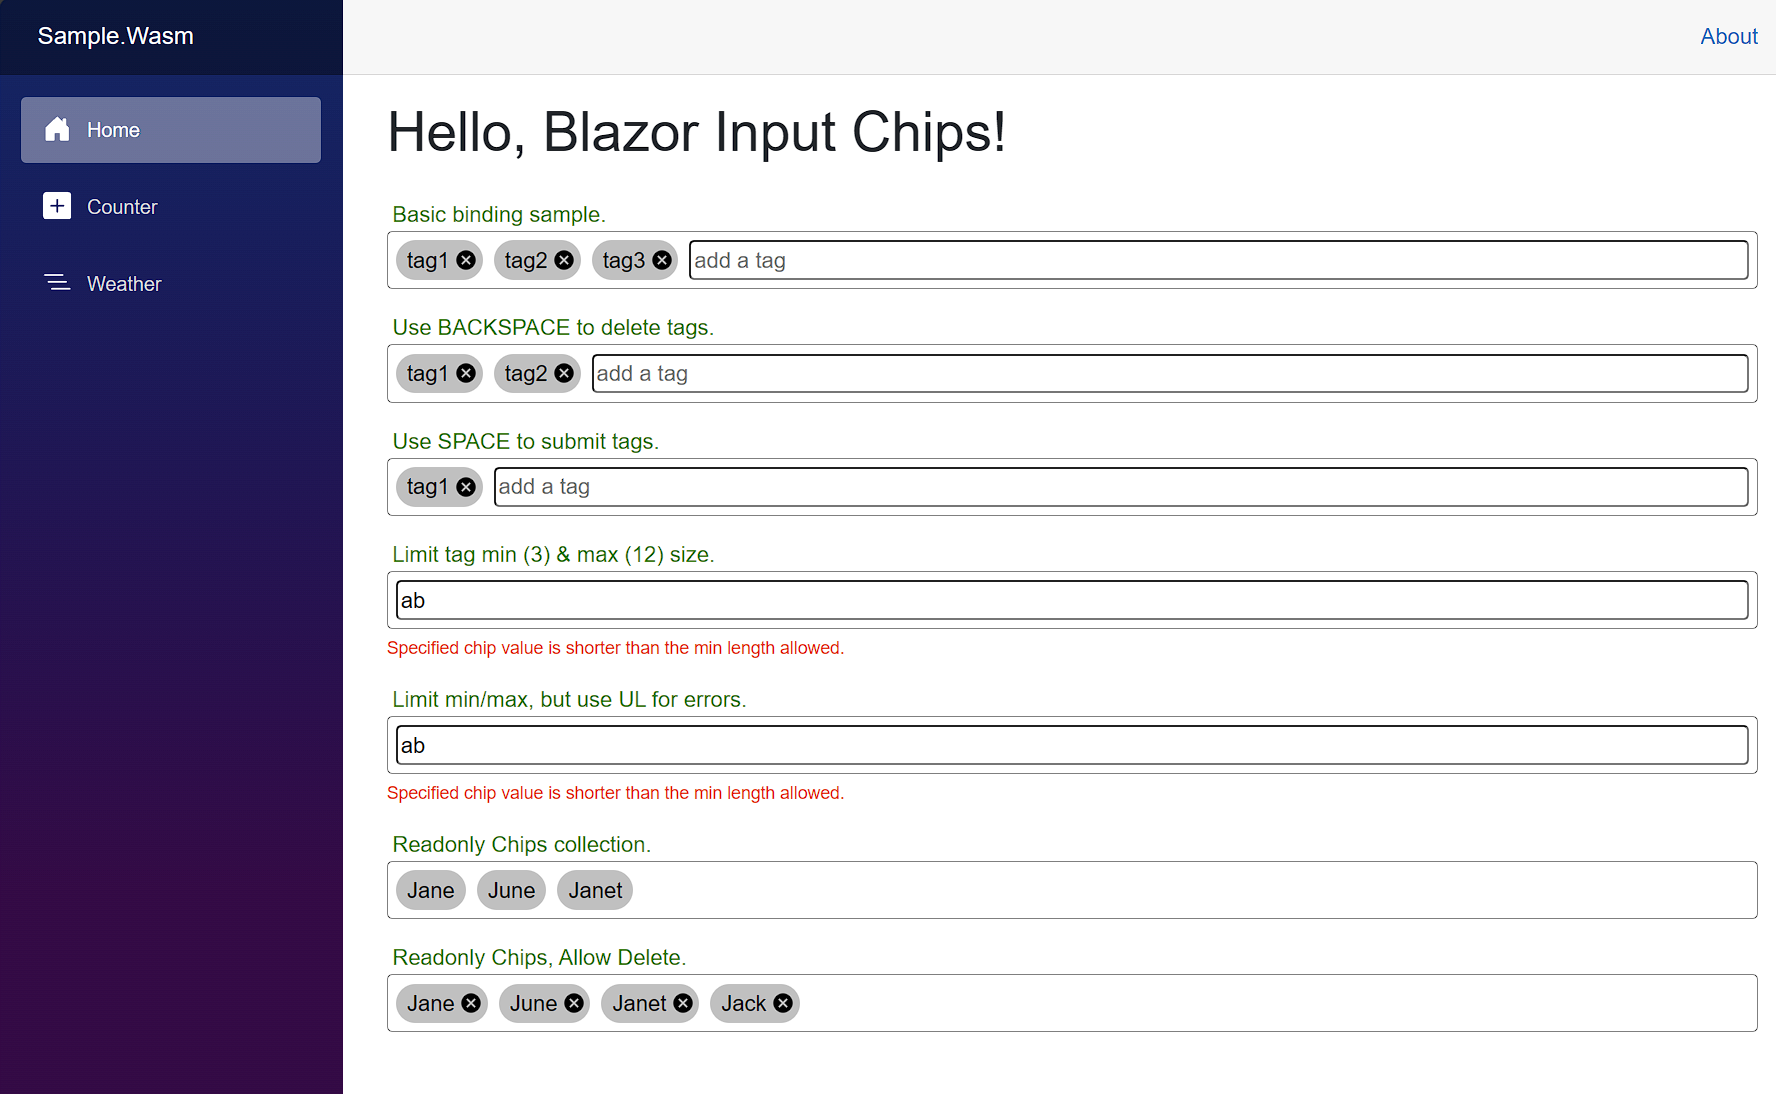 Sample.Wasm
About
Home
Counter
Weather
Hello, Blazor Input Chips!
Basic binding sample.
tag1 tag2 tag3 add a tag
Use BACKSPACE to delete tags.
tag1 tag2 add a tag
Use SPACE to submit tags.
tag1 add a tag
Limit tag min (3) & max (12) size.
ab
Specified chip value is shorter than the min length allowed.
Limit min/max, but use UL for errors.
ab
Specified chip value is shorter than the min length allowed.
Readonly Chips collection.
Jane June Janet
Readonly Chips, Allow Delete.
Jane June Janet Jack